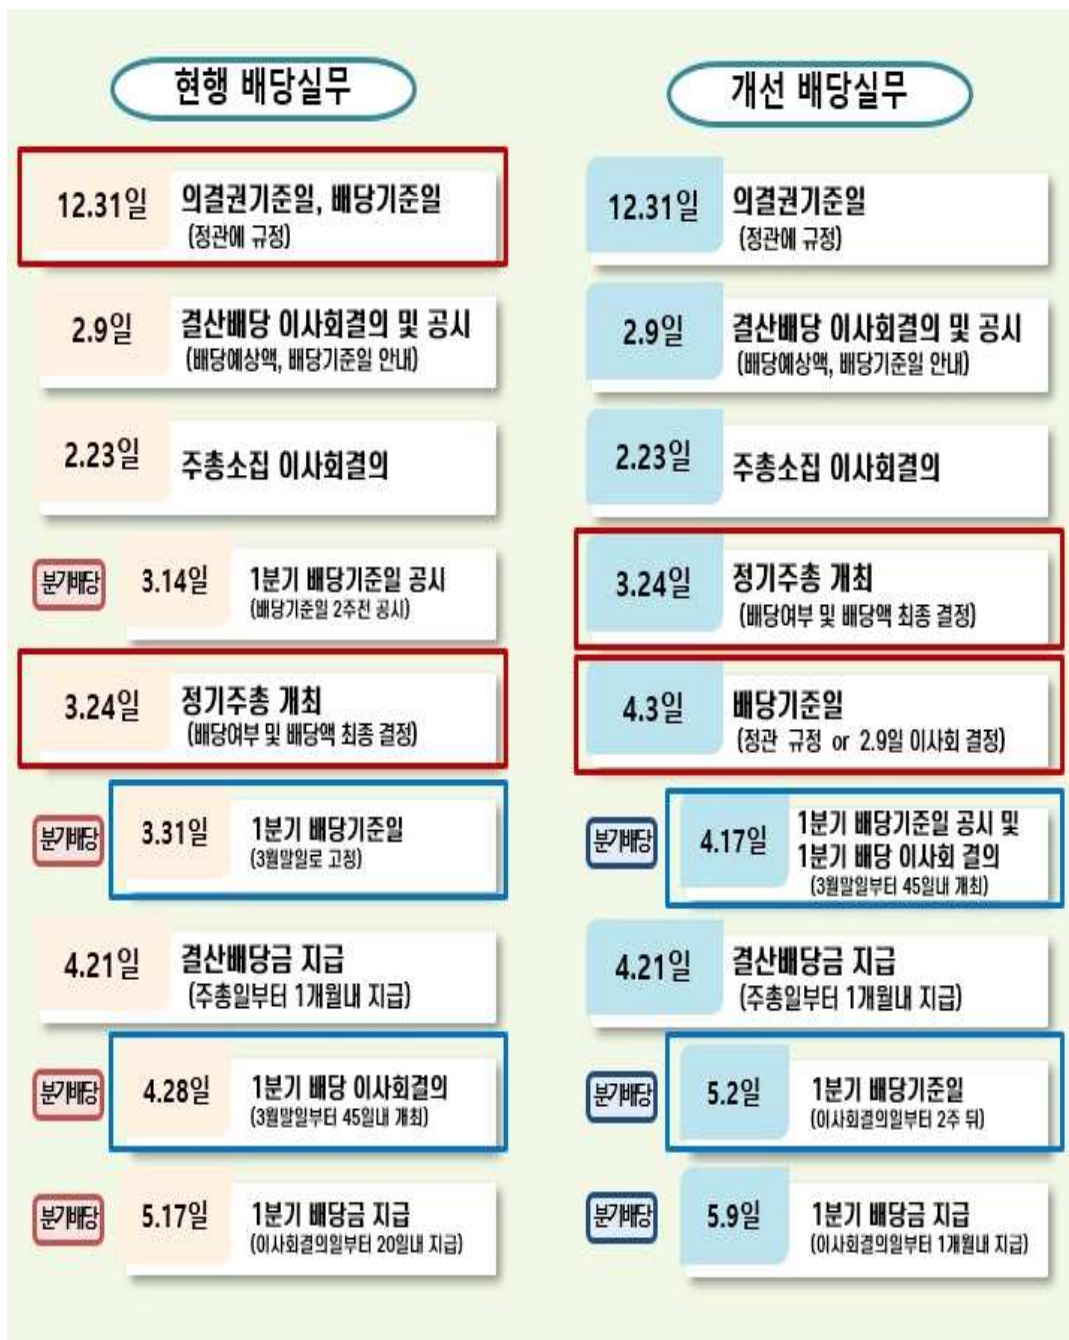 현행 배당실무
12.31일
의결권기준일, 배당기준일
(정관에 규정)
2.9일
결산배당 이사회결의 및 공시
(배당예상액, 배당기준일 안내)
2.23일
주총소집 이사회결의
분기배당
3.14일
1분기 배당기준일 공시
(배당기준일 2주전 공시)
3.24일
정기주총 개최
(배당여부 및 배당액 최종 결정)
분기배당
3.31일
1분기 배당기준일
(3월말일로 고정)
4.21일
결산배당금 지급
(주총일부터 1개월내 지급)
분기배당
4.28일
1분기 배당 이사회결의
(3월말일부터 45일내 개최)
분기배당
5.17일
1분기 배당금 지급
(이사회결의일부터 20일내 지급)
개선 배당실무
12.31일
의결권기준일
(정관에 규정)
2.9일
결산배당 이사회결의 및 공시
(배당예상액, 배당기준일 안내)
2.23일
주총소집 이사회결의
3.24일
정기주총 개최
(배당여부 및 배당액 최종 결정)
4.3일
배당기준일
(정관 규정 or 2.9일 이사회 결정)
분기배당
4.17일
1분기 배당기준일 공시 및
1분기 배당 이사회 결의
(3월말일부터 45일내 개최)
4.21일
결산배당금 지급
(주총일부터 1개월내 지급)
분기배당
5.2일
1분기 배당기준일
(이사회결의일부터 2주 뒤)
분기배당
5.9일
1분기 배당금 지급
(이사회결의일부터 1개월내 지급)